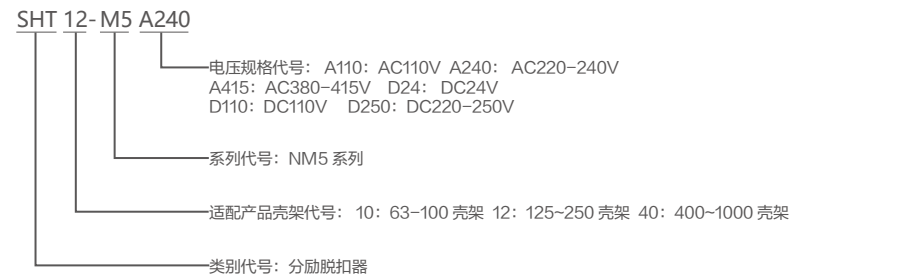 SHT 12- M5 A240
电压规格代号： A110：AC110V A240： AC220-240V
A415：AC380-415V D24： DC24V
D110：DC110V D250：DC220-250V
系列代号：NM5 系列
适配产品壳架代号： 10：63-100 壳架 12：125~250 壳架 40：400~1000 壳架
类别代号：分励脱扣器